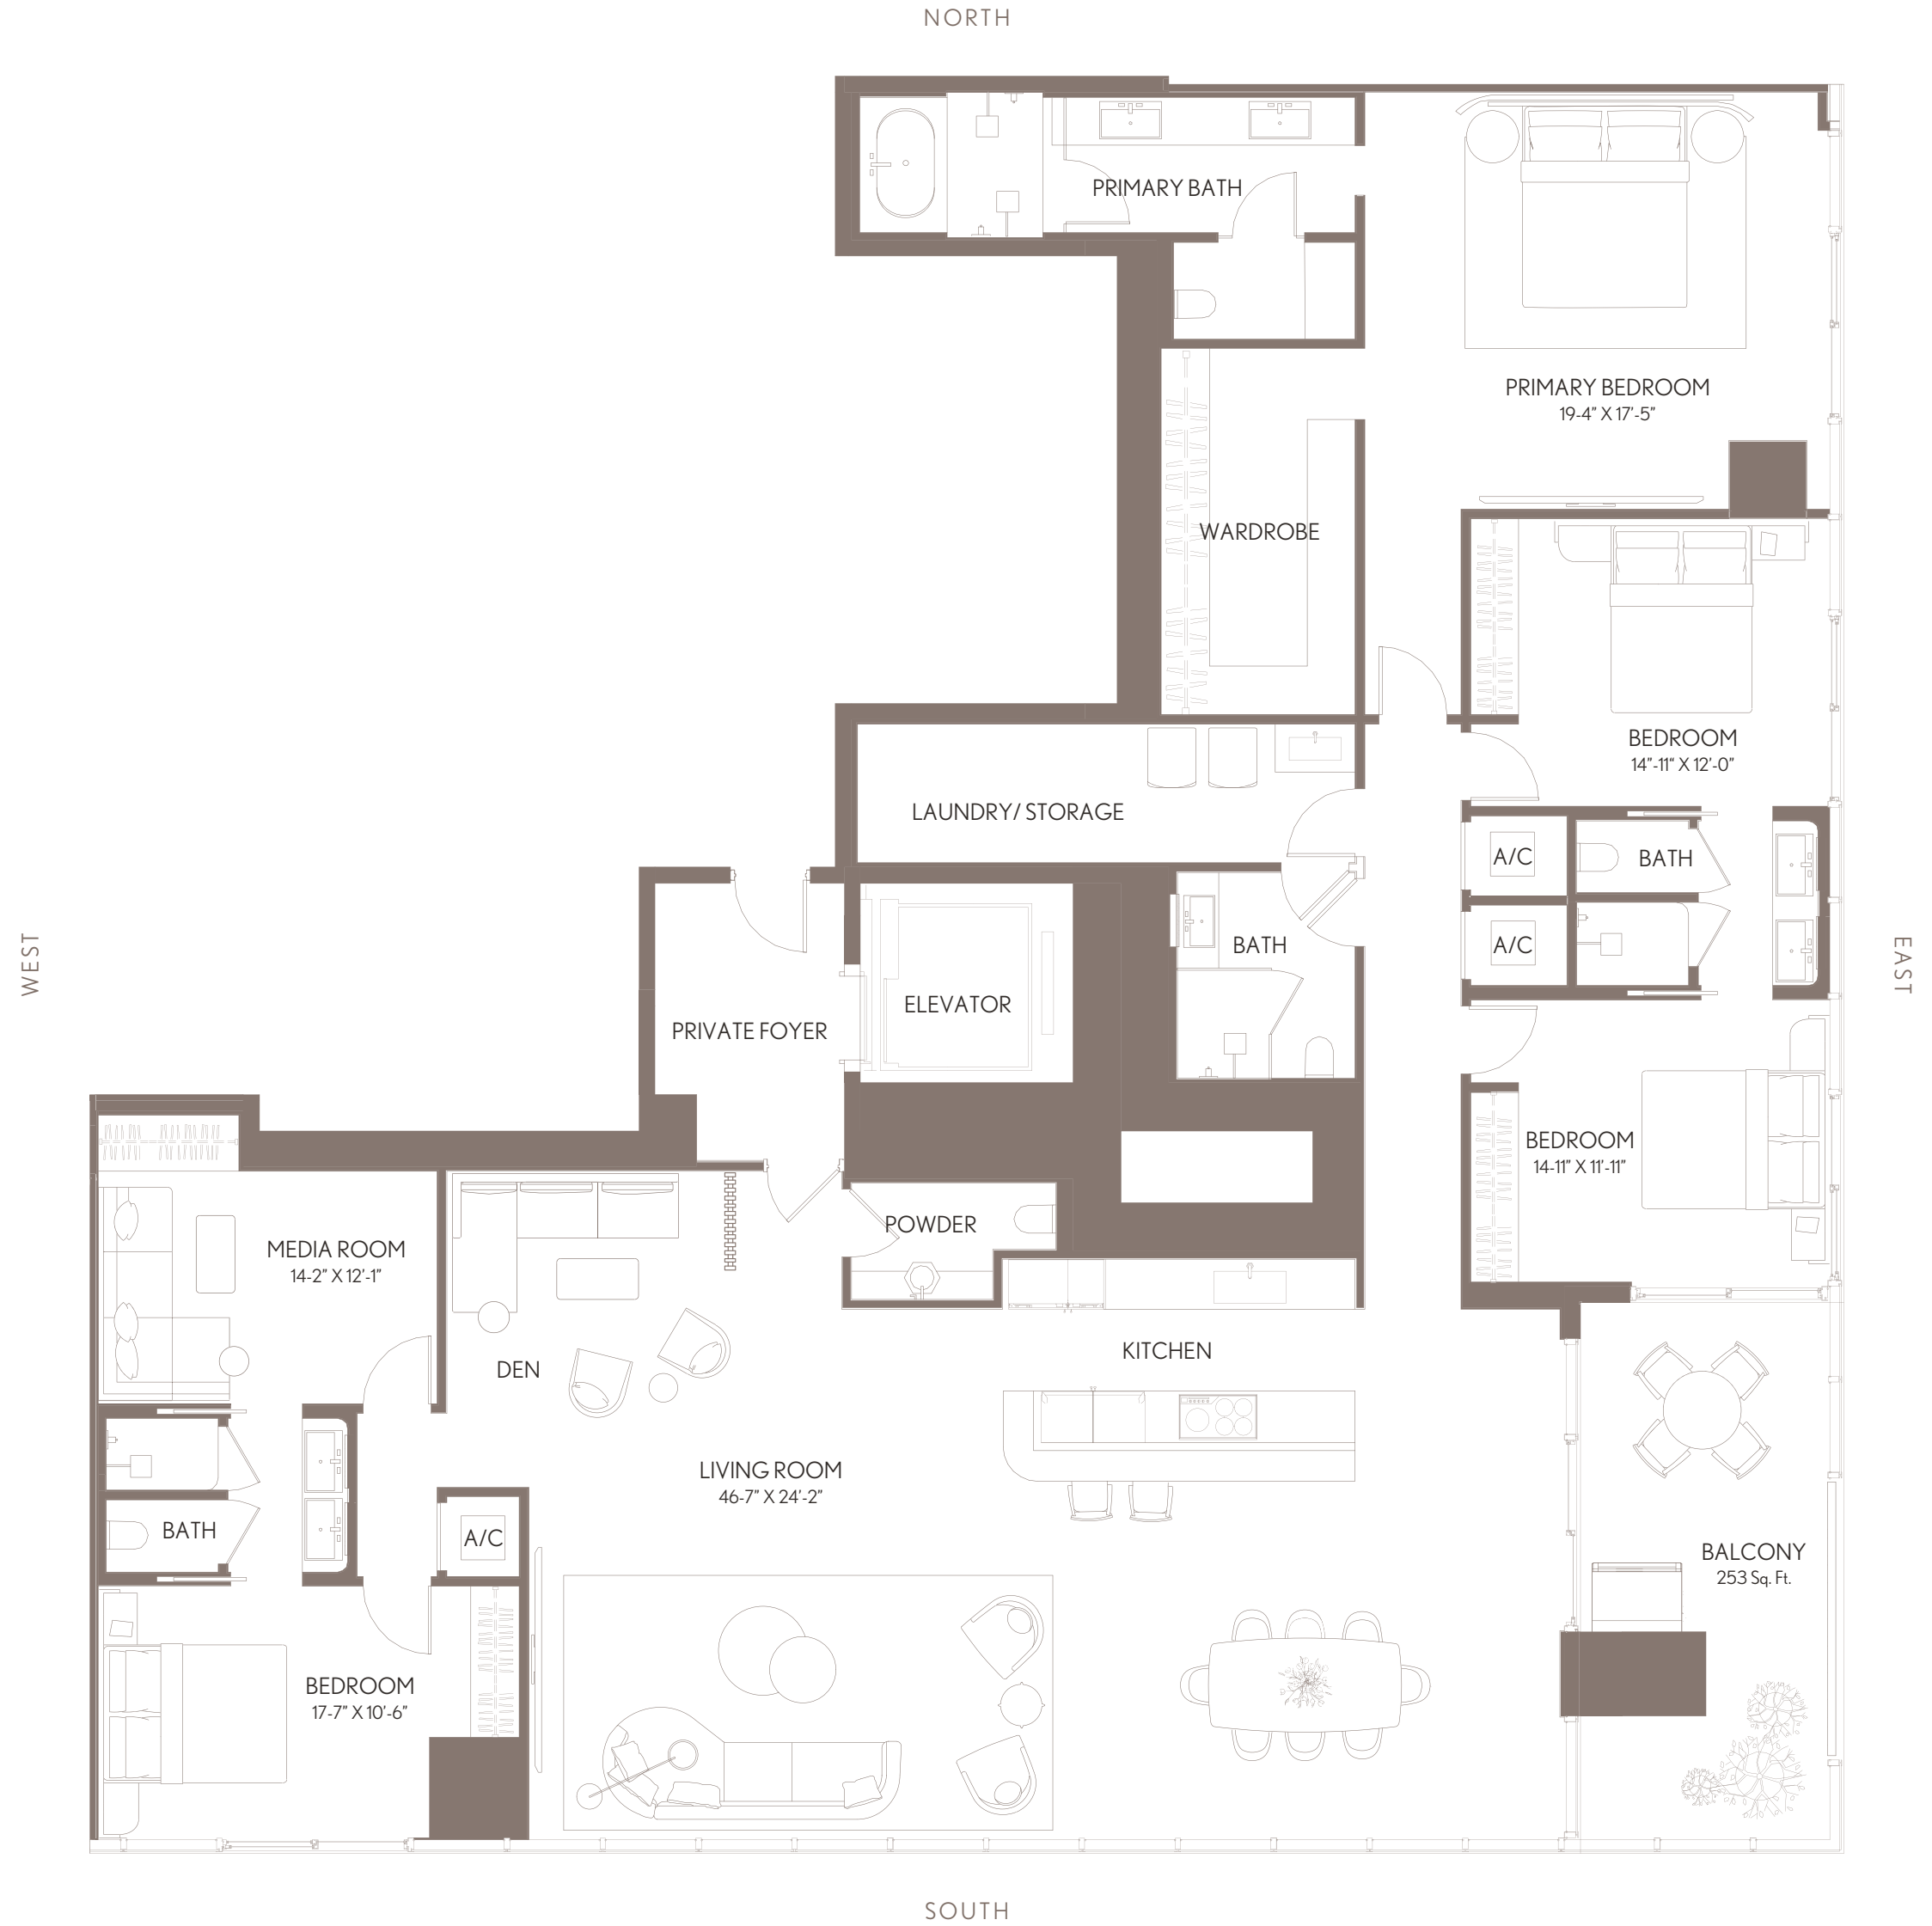 NORTH
PRIMARY BATH
PRIMARY BEDROOM
19-4” X 17’-5”
WARDROBE
BEDROOM
14”-11“ X 12’-0”
LAUNDRY/ STORAGE
A/C
BATH
A/C
BATH
WEST
EAST
ELEVATOR
PRIVATE FOYER
BEDROOM
14-11” X 11’-11”
POWDER
MEDIA ROOM
14-2” X 12’-1”
KITCHEN
DEN
LIVING ROOM
46-7” X 24’-2”
BATH
A/C
BALCONY
253 Sq. Ft.
BEDROOM
17-7” X 10’-6”
SOUTH